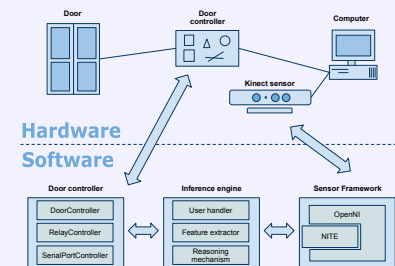 Door
Door
controller
Computer
Kinect sensor
Hardware
Software
Door controller
Inference engine
Sensor Framework
DoorController
RelayController
SerialPortController
User handler
Feature extractor
Reasoning
mechanism
OpenNI
NITE